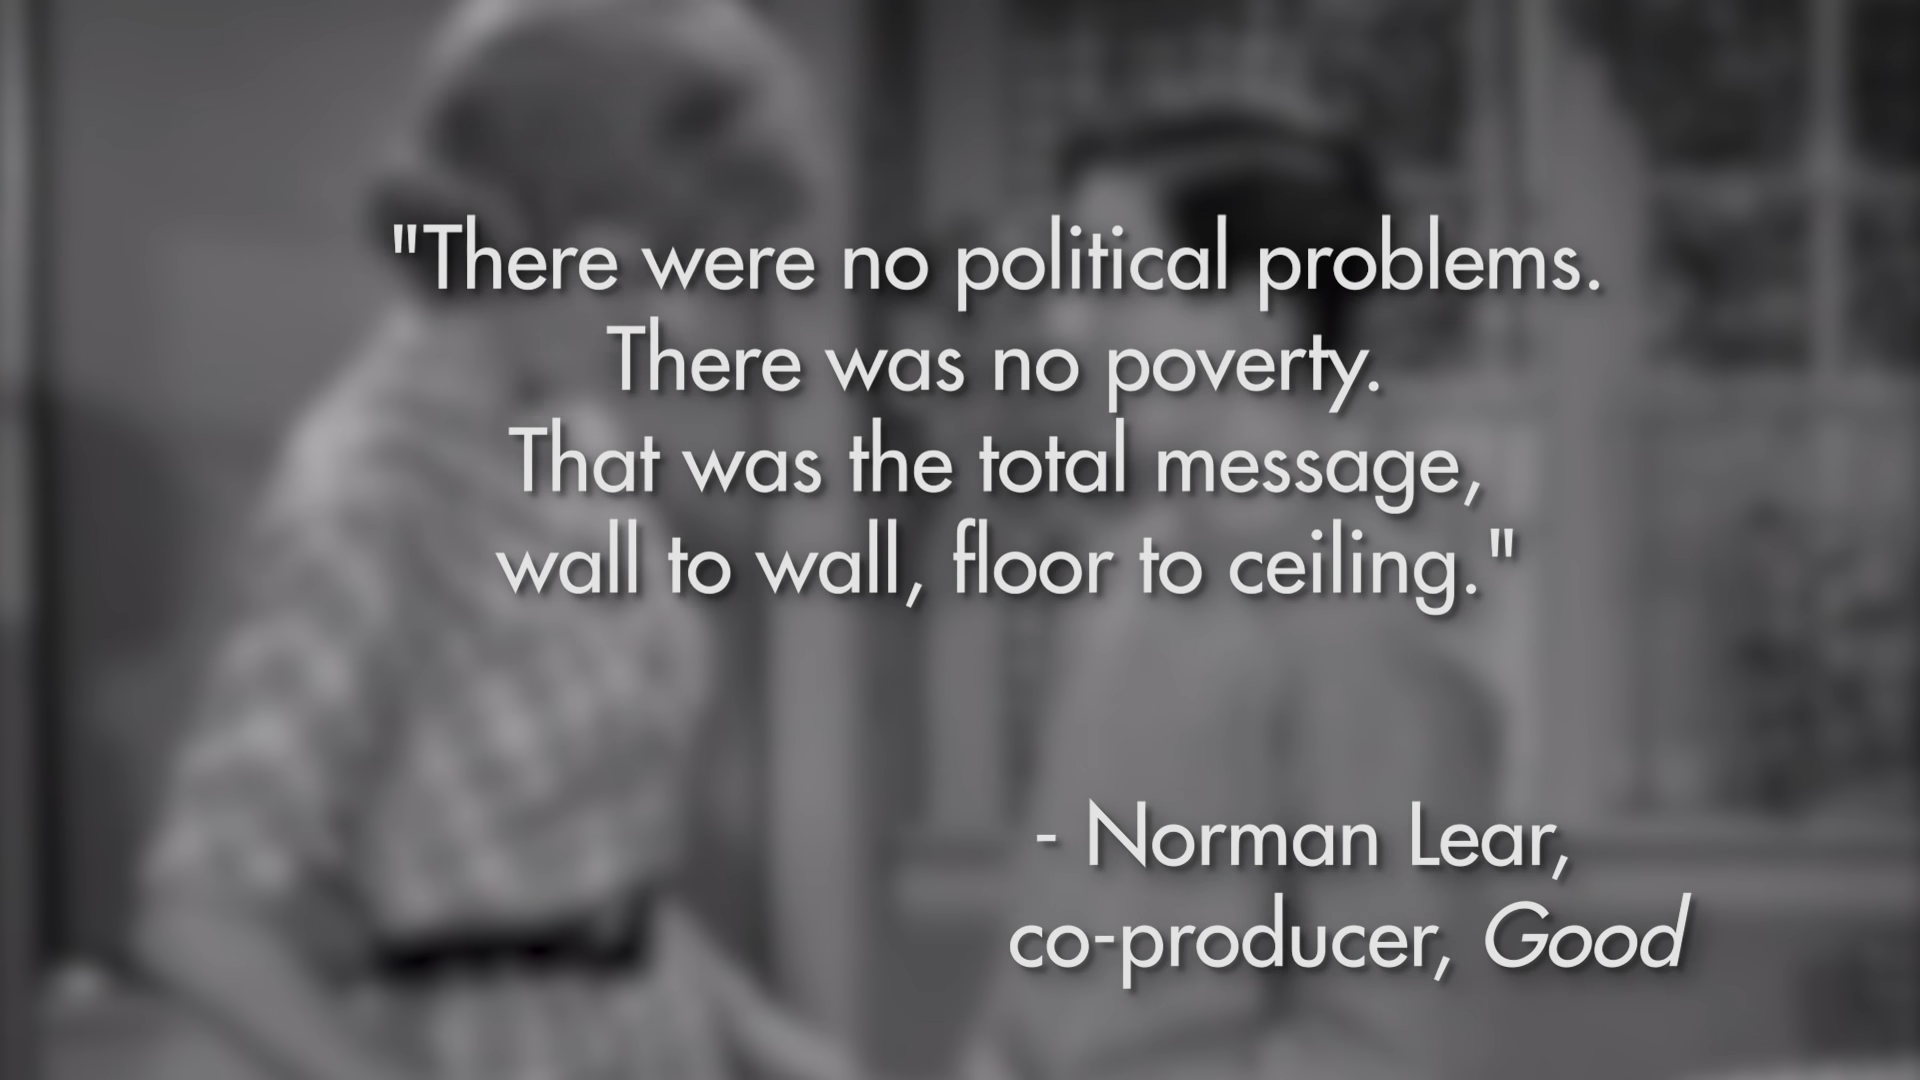 "There were no political problems.
There was no poverty.
That was the total message,
wall to wall, floor to ceiling."
- Norman Lear,
co-producer, Good